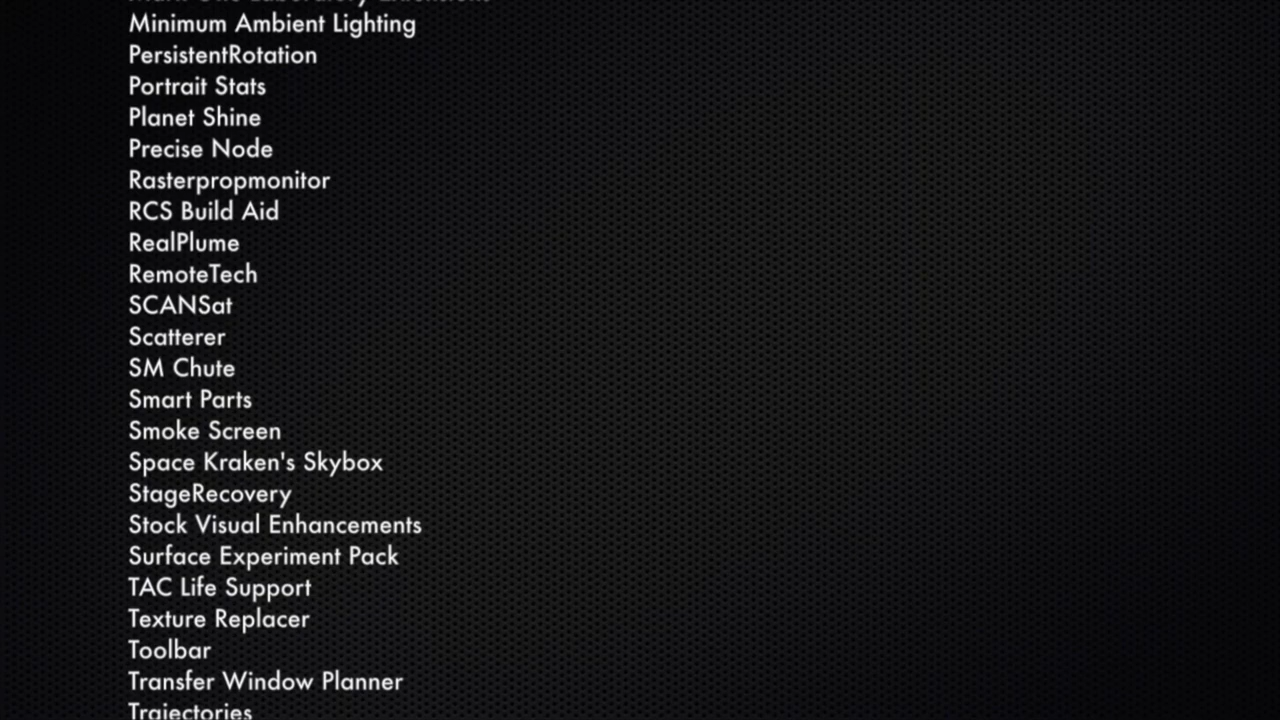 Minimum Ambient Lighting
PersistentRotation
Portrait Stats
Planet Shine
Precise Node
Rasterpropmonitor
RCS Build Aid
RealPlume
RemoteTech
SCANSat
Scatterer
SM Chute
Smart Parts
Smoke Screen
Space Kraken's Skybox
StageRecovery
Stock Visual Enhancements
Surface Experiment Pack
TAC Life Support
Texture Replacer
Toolbar
Transfer Window Planner
Trajectories